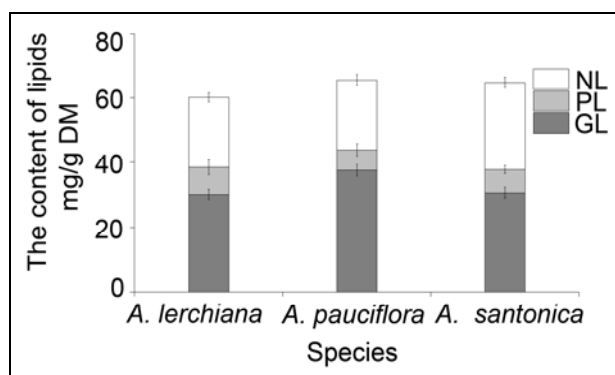 The content of lipids
mg/g DM
80
60
40
20
0
NL
PL
GL
A. lerchiana A. pauciflora A. santonica
Species